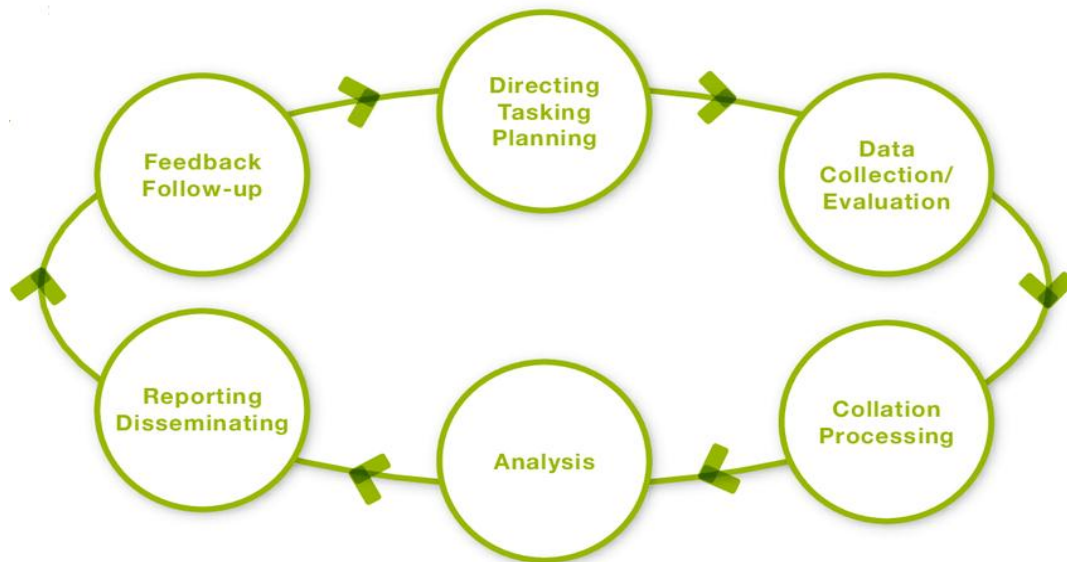 Directing
Tasking
Planning
Data
Collection/
Evaluation
Collation
Processing
Analysis
Reporting
Disseminating
Feedback
Follow-up